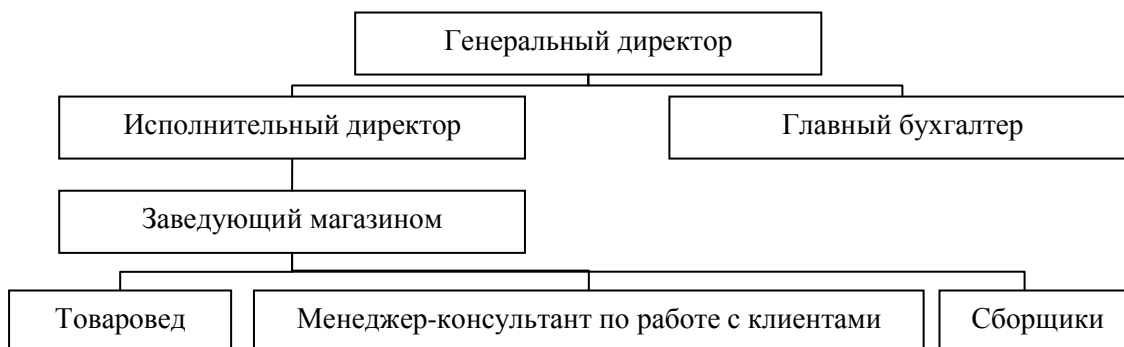 Генеральный директор
Исполнительный директор
Главный бухгалтер
Заведующий магазином
Товаровед
Менеджер-консультант по работе с клиентами
Сборщики